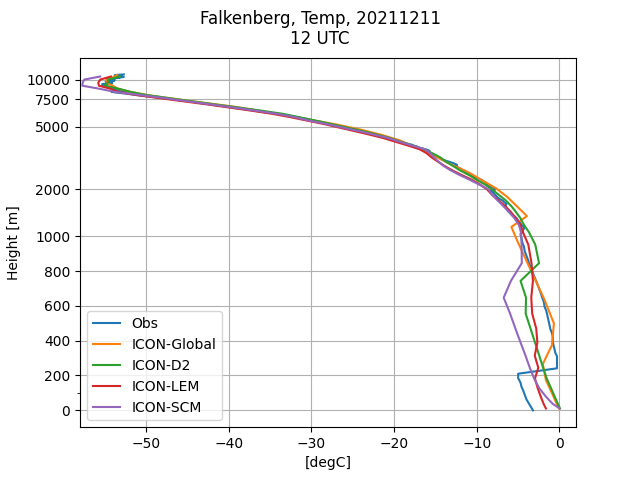 Falkenberg, Temp, 20211211
12 UTC
Height [m]
10000
7500
5000
2000
1000
800
600
400
200
0
Obs
ICON-Global
ICON-D2
ICON-LEM
ICON-SCM
−50 −40 −30 −20 −10 0
[degC]